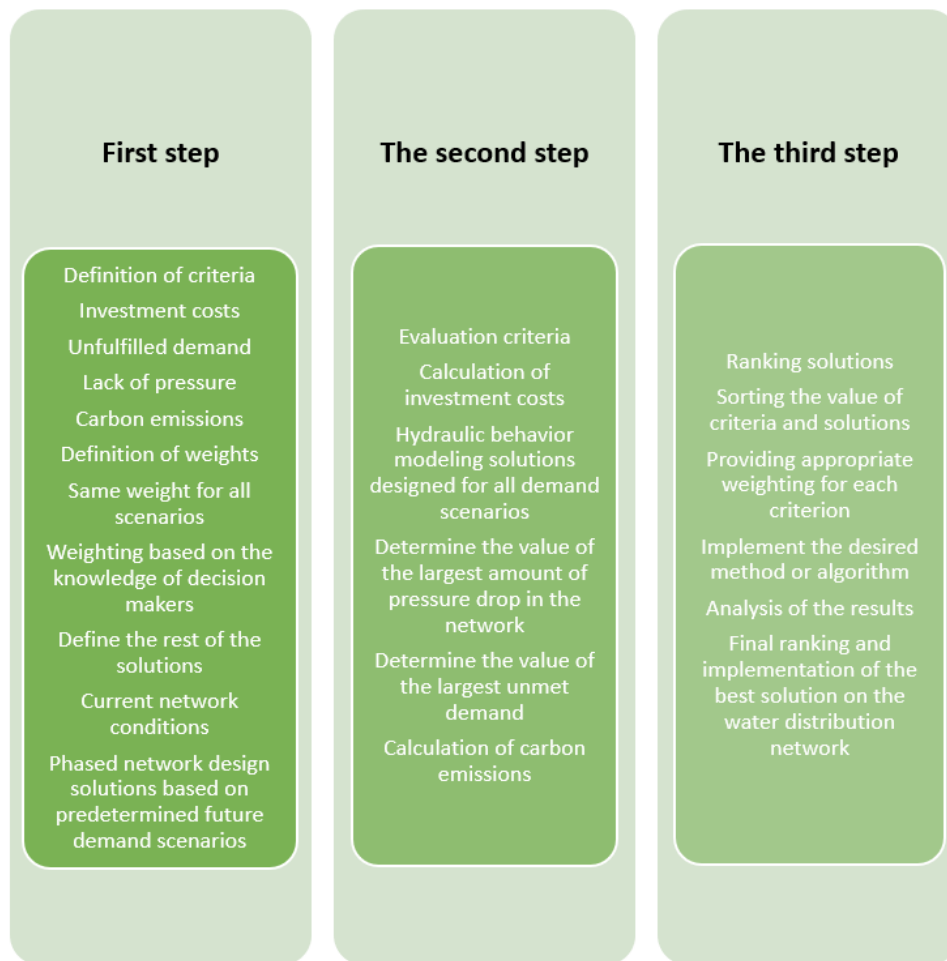 First step
Definition of criteria
Investment costs
Unfulfilled demand
Lack of pressure
Carbon emissions
Definition of weights
Same weight for all
scenarios
Weighting based on the
knowledge of decision
makers
Define the rest of the
solutions
Current network
conditions
Phased network design
solutions based on
predetermined future
demand scenarios
The second step
Evaluation criteria
Calculation of
investment costs
Hydraulic behavior
modeling solutions
designed for all demand
scenarios
Determine the value of
the largest amount of
pressure drop in the
network
Determine the value of
the largest unmet
demand
Calculation of carbon
emissions
The third step
Ranking solutions
Sorting the value of
criteria and solutions
Providing appropriate
weighting for each
criterion
Implement the desired
method or algorithm
Analysis of the results
Final ranking and
implementation of the
best solution on the
water distribution
network